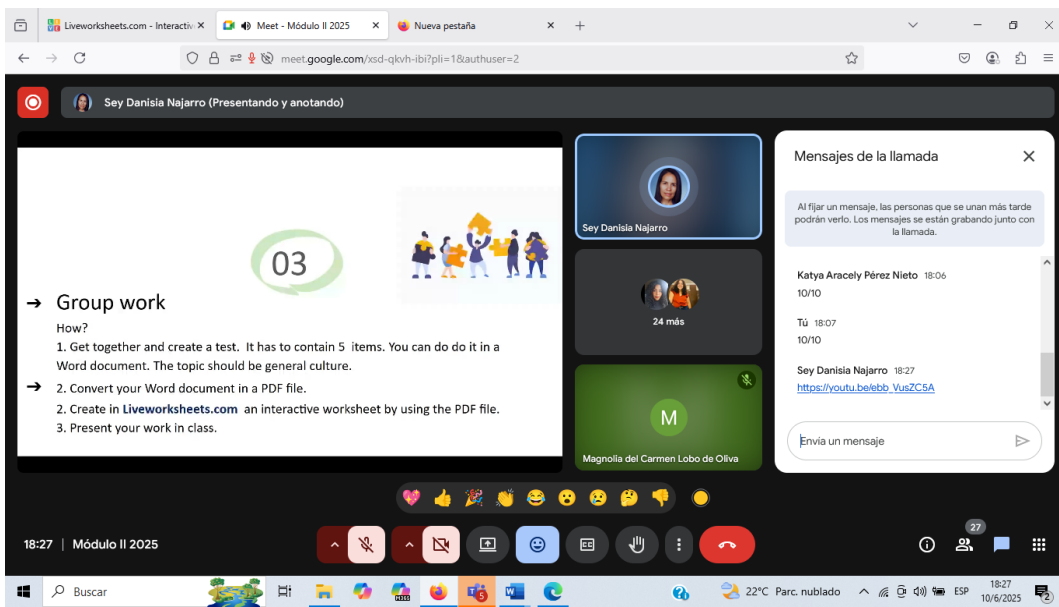 Liveworksheets.com - Interactiv
Meet - Módulo II 2025
Nueva pestaña
meet.google.com/xsd-qkvh-ibi?pli=1&authuser=2
Sey Danisia Najarro (Presentando y anotando)
03
➔ Group work
How?
1. Get together and create a test. It has to contain 5 items. You can do do it in a
Word document. The topic should be general culture.
➔ 2. Convert your Word document in a PDF file.
2. Create in Liveworksheets.com an interactive worksheet by using the PDF file.
3. Present your work in class.
Sey Danisia Najarro
24 más
M
Magnolia del Carmen Lobo de Oliva
Mensajes de la llamada
Al fijar un mensaje, las personas que se unan más tarde
podrán verlo. Los mensajes se están grabando junto con
la llamada.
Katya Aracely Pérez Nieto 18:06
10/10
Tú 18:07
10/10
Sey Danisia Najarro 18:27
https://youtu.be/ebb_VusZC5A
Envía un mensaje
18:27 | Módulo II 2025
27
Buscar
22°C Parc. nublado
ESP
18:27
10/6/2025